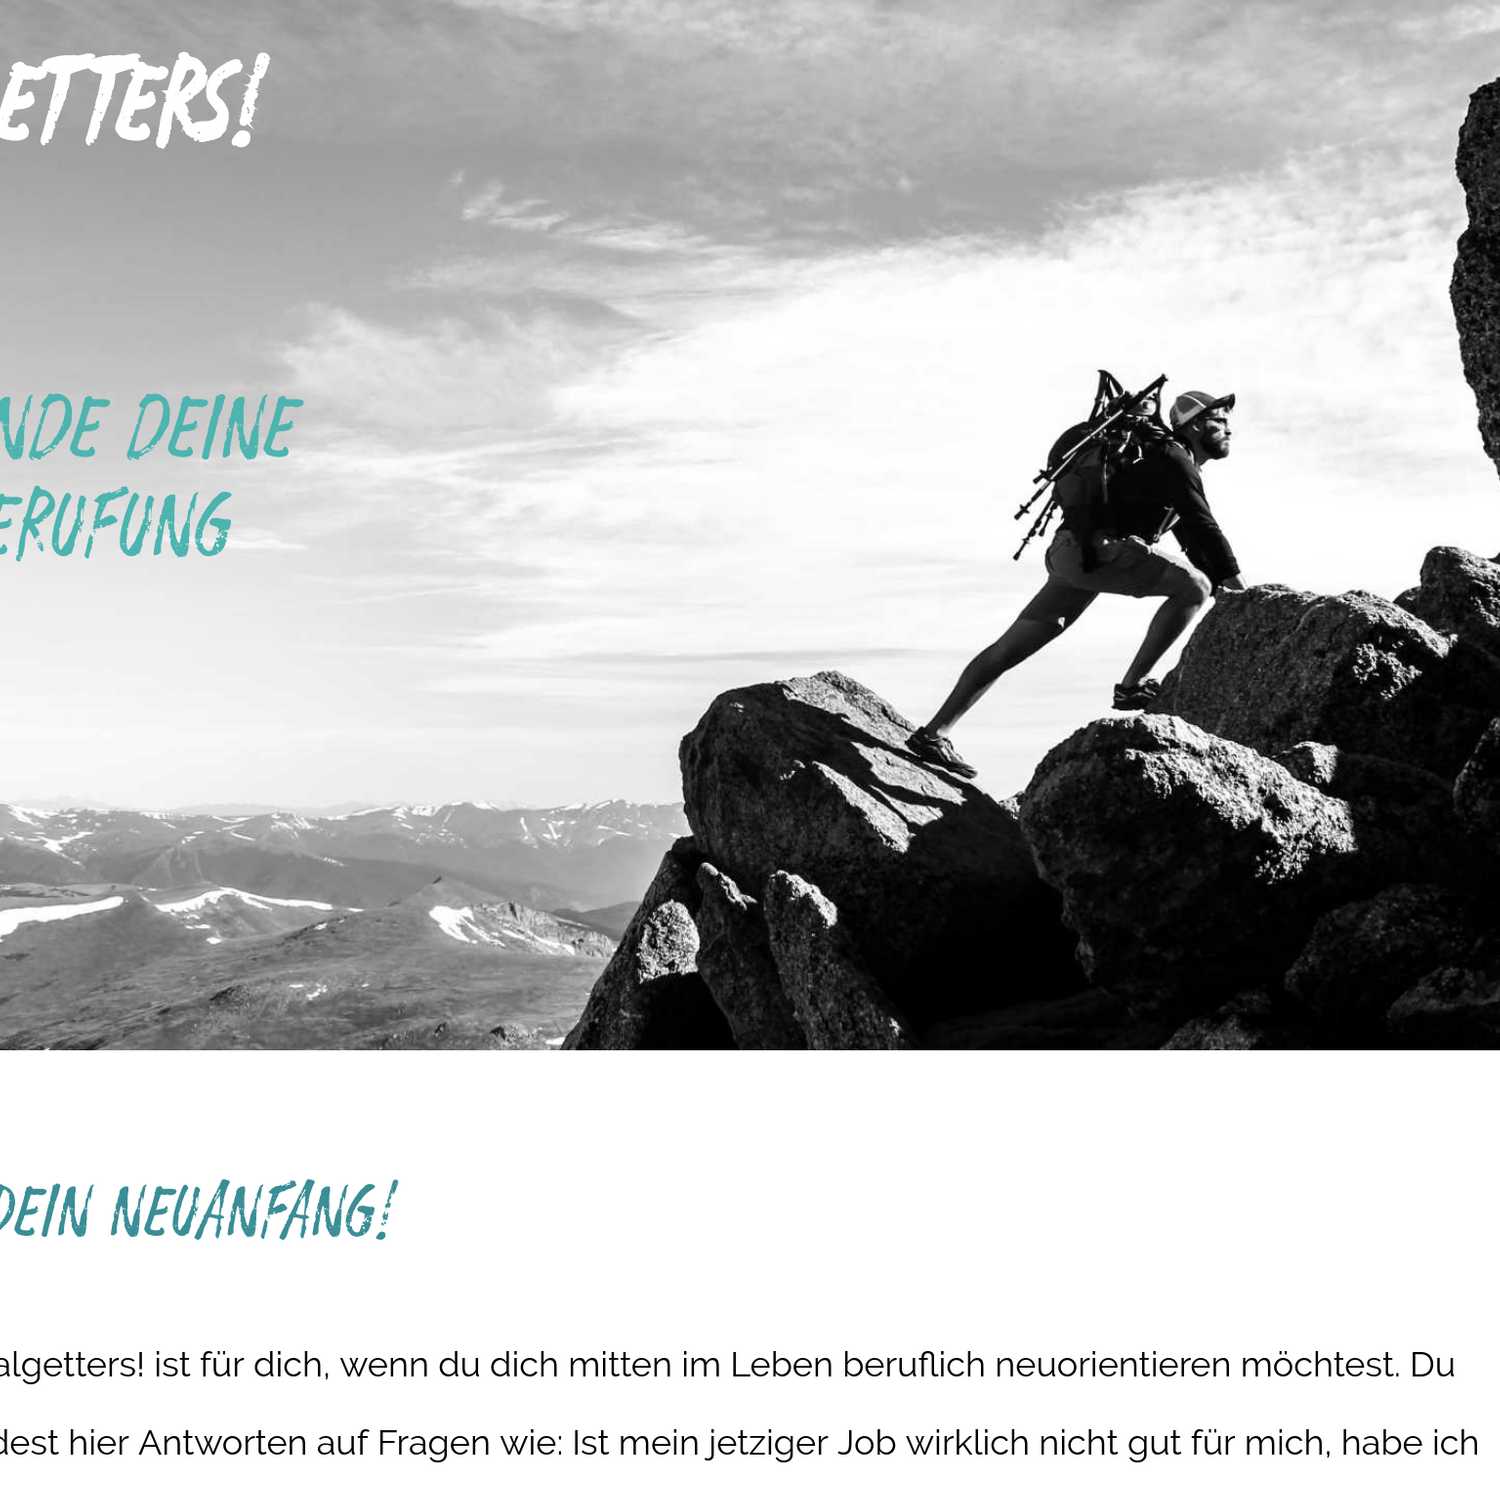 ETTERS!
NDE DEINE
ERUFUNG
DEIN NEUANFANG!
algetters! ist für dich, wenn du dich mitten im Leben beruflich neuorientieren möchtest. Du
dest hier Antworten auf Fragen wie: Ist mein jetziger Job wirklich nicht gut für mich, habe ich